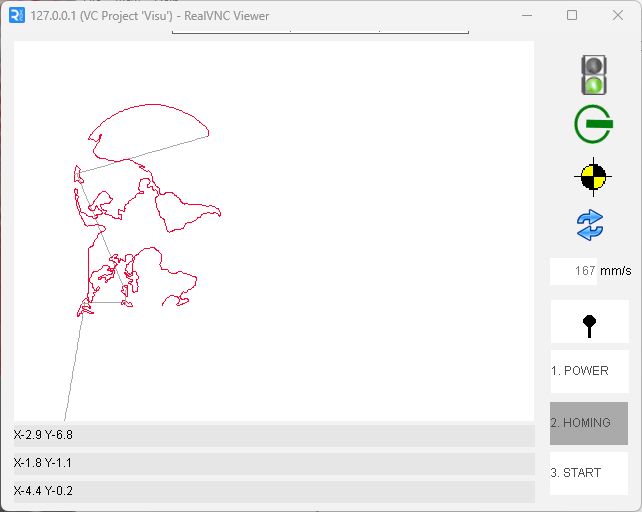 127.0.0.1 (VC Project 'Visu') - RealVNC Viewer
167 mm/s
1. POWER
2. HOMING
3. START
X-2.9 Y-6.8
X-1.8 Y-1.1
X-4.4 Y-0.2